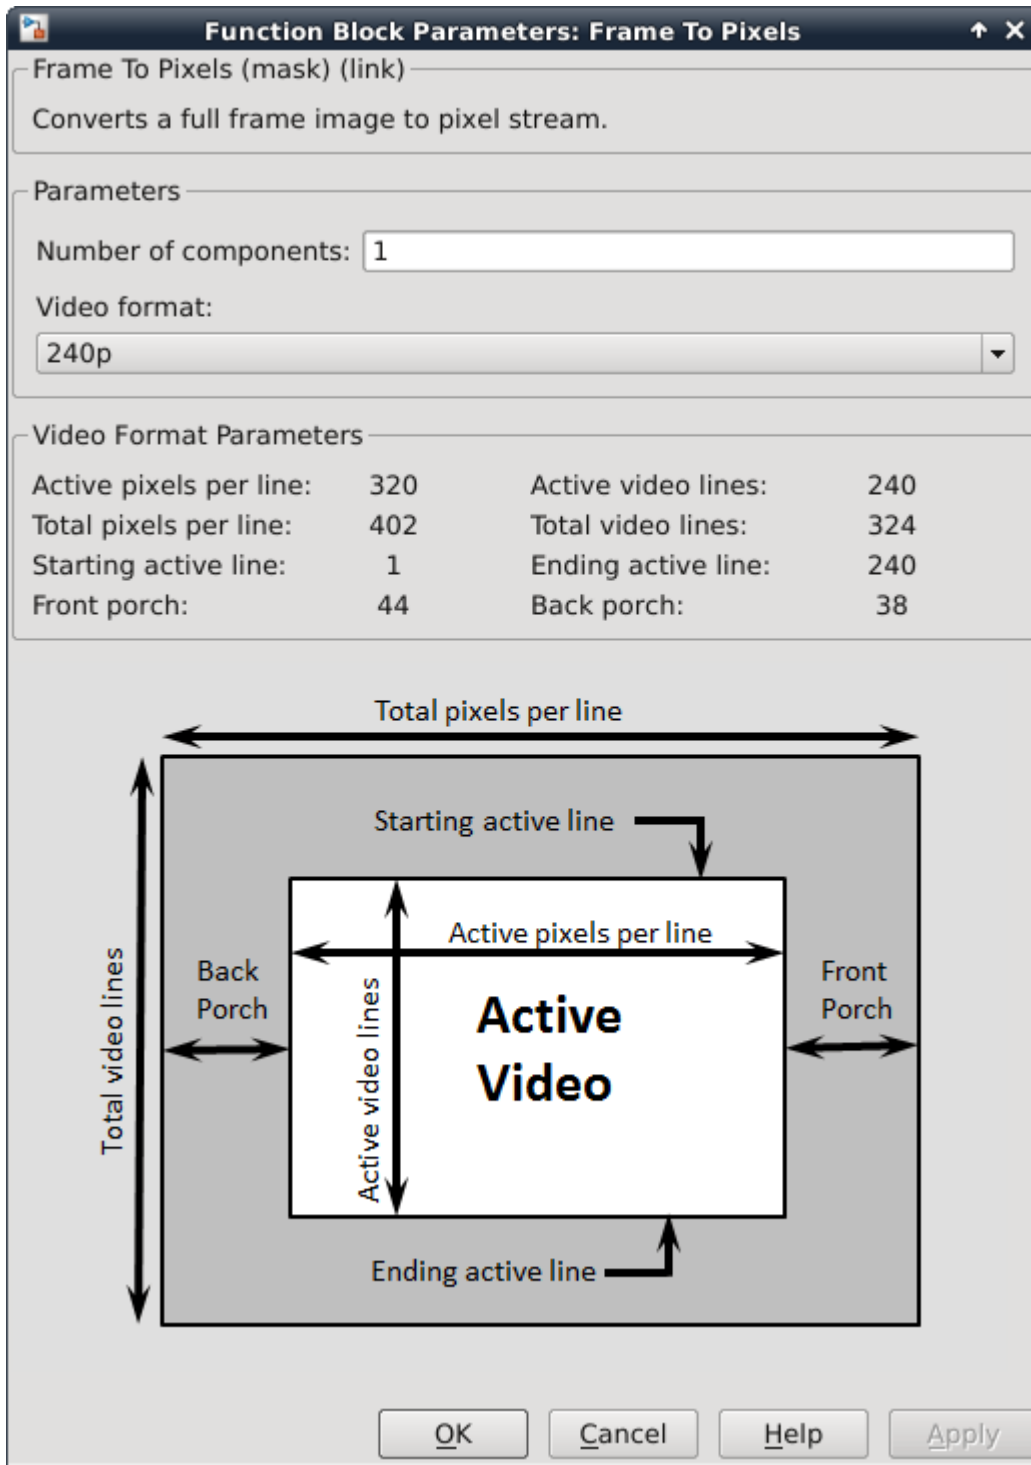 Function Block Parameters: Frame To Pixels
Frame To Pixels (mask) (link)
Converts a full frame image to pixel stream.
Parameters
Number of components: 1
Video format:
240p
Video Format Parameters
Active pixels per line: 320 Active video lines: 240
Total pixels per line: 402 Total video lines: 324
Starting active line: 1 Ending active line: 240
Front porch: 44 Back porch: 38
Total pixels per line
Starting active line
Active pixels per line
Total video lines
Back
Porch
Active video lines
Active
Video
Front
Porch
Ending active line
OK Cancel Help Apply